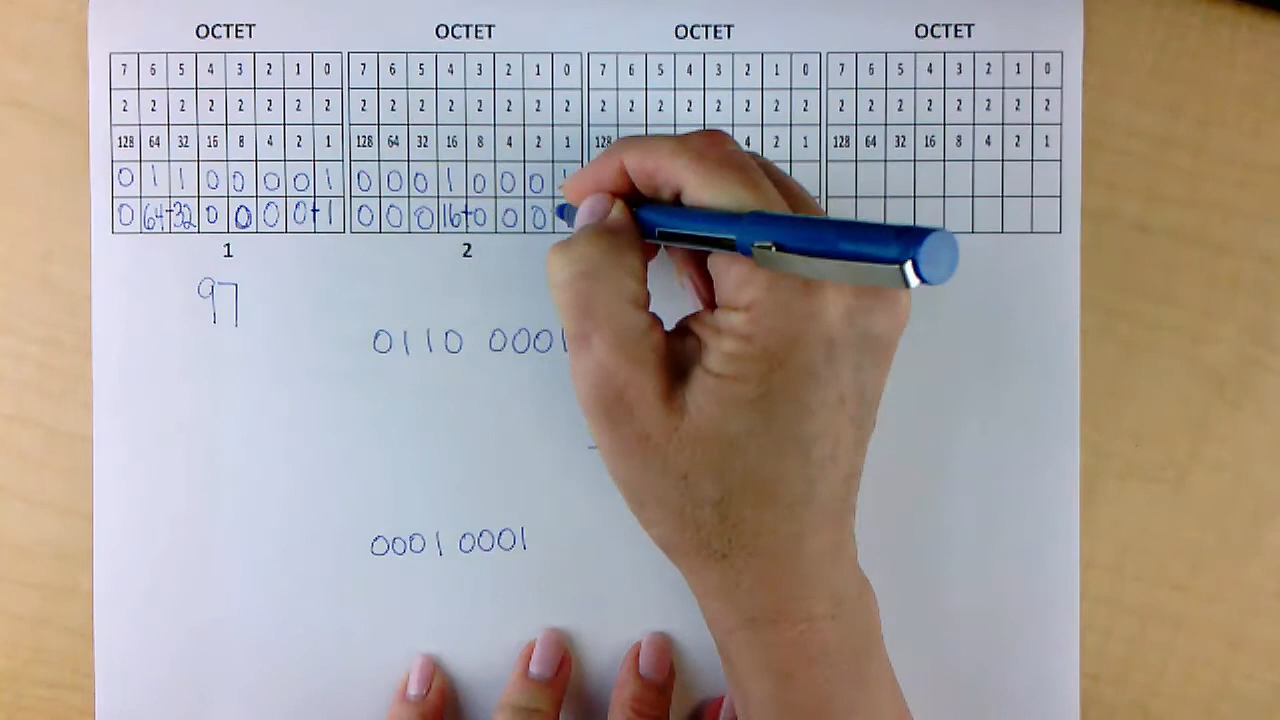 OCTET OCTET OCTET OCTET
7 6 5 4 3 2 1 0 7 6 5 4 3 2 1 0 7 6 5 4 3 2 1 0 7 6 5 4 3 2 1 0
2 2 2 2 2 2 2 2 2 2 2 2 2 2 2 2 2 2 2 2 2 2 2 2 2 2 2 2 2 2 2 2
128 64 32 16 8 4 2 1 128 64 32 16 8 4 2 1 128 4 2 1 128 64 32 16 8 4 2 1
0 1 1 0 0 0 0 1 0 0 0 1 0 0 0 1
0 64+32 0 0 0 0+1 0 0 0 16+0 0 0
1 2
97
0110 0001
0001 0001